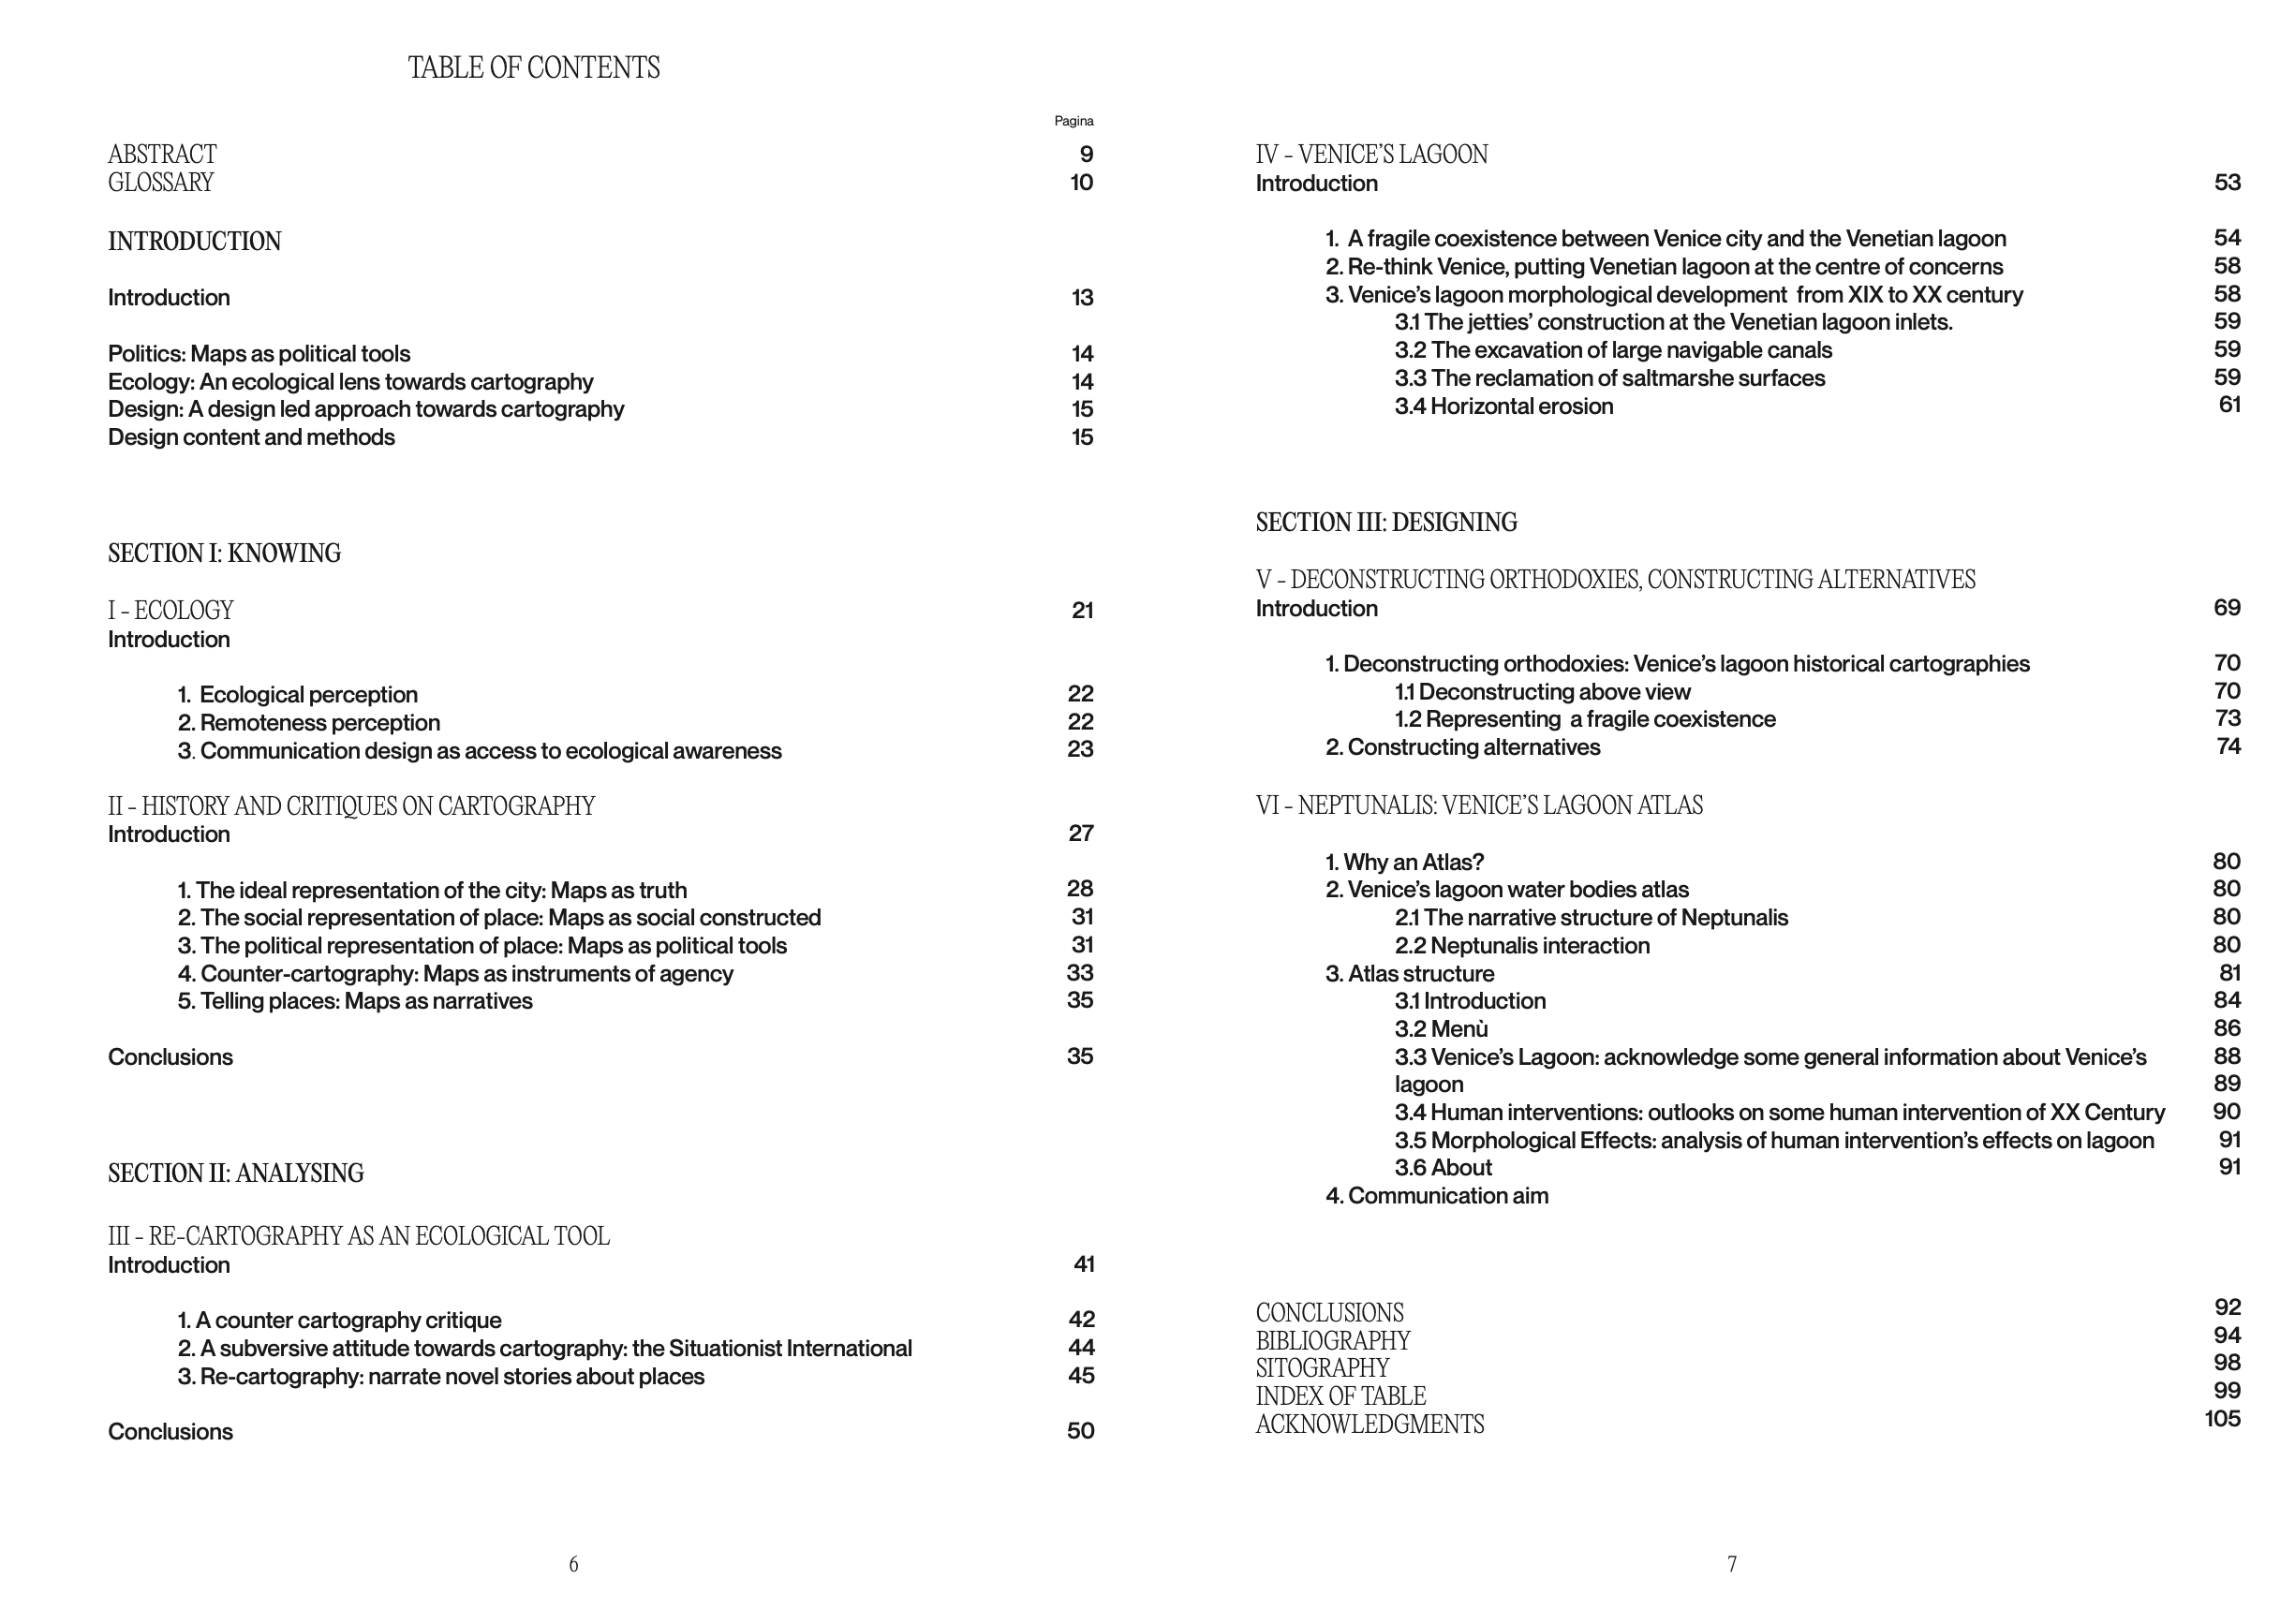 TABLE OF CONTENTS
Pagina
ABSTRACT 9
GLOSSARY 10
INTRODUCTION
Introduction 13
Politics: Maps as political tools 14
Ecology: An ecological lens towards cartography 14
Design: A design led approach towards cartography 15
Design content and methods 15
SECTION I: KNOWING
I - ECOLOGY 21
Introduction
1. Ecological perception 22
2. Remoteness perception 22
3. Communication design as access to ecological awareness 23
II - HISTORY AND CRITIQUES ON CARTOGRAPHY
Introduction 27
1. The ideal representation of the city: Maps as truth 28
2. The social representation of place: Maps as social constructed 31
3. The political representation of place: Maps as political tools 31
4. Counter-cartography: Maps as instruments of agency 33
5. Telling places: Maps as narratives 35
Conclusions 35
SECTION II: ANALYSING
III - RE-CARTOGRAPHY AS AN ECOLOGICAL TOOL
Introduction 41
1. A counter cartography critique 42
2. A subversive attitude towards cartography: the Situationist International 44
3. Re-cartography: narrate novel stories about places 45
Conclusions 50
6
IV - VENICE’S LAGOON
Introduction 53
1. A fragile coexistence between Venice city and the Venetian lagoon 54
2. Re-think Venice, putting Venetian lagoon at the centre of concerns 58
3. Venice’s lagoon morphological development from XIX to XX century 58
3.1 The jetties’ construction at the Venetian lagoon inlets. 59
3.2 The excavation of large navigable canals 59
3.3 The reclamation of saltmarshe surfaces 59
3.4 Horizontal erosion 61
SECTION III: DESIGNING
V - DECONSTRUCTING ORTHODOXIES, CONSTRUCTING ALTERNATIVES
Introduction 69
1. Deconstructing orthodoxies: Venice’s lagoon historical cartographies 70
1.1 Deconstructing above view 70
1.2 Representing a fragile coexistence 73
2. Constructing alternatives 74
VI - NEPTUNALIS: VENICE’S LAGOON ATLAS
1. Why an Atlas? 80
2. Venice’s lagoon water bodies atlas 80
2.1 The narrative structure of Neptunalis 80
2.2 Neptunalis interaction 80
3. Atlas structure 81
3.1 Introduction 84
3.2 Menù 86
3.3 Venice’s Lagoon: acknowledge some general information about Venice’s 88
lagoon 89
3.4 Human interventions: outlooks on some human intervention of XX Century 90
3.5 Morphological Effects: analysis of human intervention’s effects on lagoon 91
3.6 About 91
4. Communication aim
CONCLUSIONS 92
BIBLIOGRAPHY 94
SITOGRAPHY 98
INDEX OF TABLE 99
ACKNOWLEDGMENTS 105
7